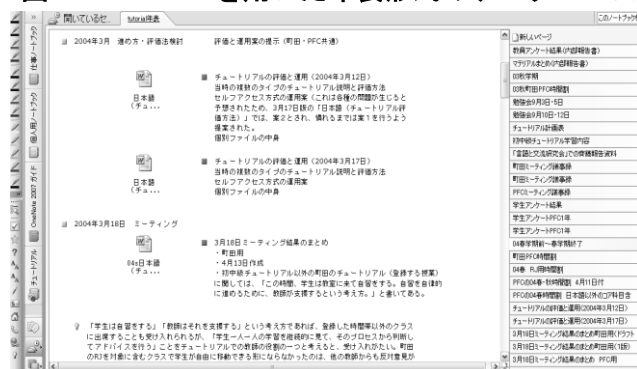 開いているセ...
tutorial授業
このノートブック
2004年3月 進め方・評価法検討
評価と運用案の提示(町田・PFC共通)
日本語
(チュ...
チュートリアルの評価と運用(2004年3月12日)
当時の複数のタイプのチュートリアル説明と評価方法
セルフアクセス方式の運用案(これは各種の問題が生じると
予想されたため、3月17日版の「日本語(チュートリアル評
価方法)」では、案2とされ、慣れるまでは案1を行うよう
提案された。
個別ファイルの中身
日本語
(チュ...
チュートリアルの評価と運用(2004年3月17日)
当時の複数のタイプのチュートリアル説明と評価方法
セルフアクセス方式の運用案
個別ファイルの中身
2004年3月18日 ミーティング
04s日本語
(チュ...
3月18日ミーティング結果のまとめ
・町田用
・4月13日作成
・初中級チュートリアル以外の町田のチュートリアル(登録する授業)
に関しては、「この時間、学生は教室に来て自習する。自習を自律的
に進めるために、教師が支援するという考え方。」と書いてある。
「学生は自習をする」「教師はそれを支援する」という考え方であれば、登録した時間帯以外のクラス
に出席することも受け入れられるが、「学生一人一人の学習を継続的に見て、そのプロセスから判断し
てアドバイスを行う」ことをチュートリアルでの教師の役割の一つと考えると、受け入れがたい。町田
のRJを対象に含むクラスで学生が自由に移動できる形にならなかったのは、他の教師からも反対意見が
仕事ノートブック
個人用ノートブック
OneNote 2007 ガイド
チュートリアル
新しいページ
教員アンケート結果(内部報告書)
マテリアルまとめ(内部報告書)
03秋学期
03秋町田PFC時間割
勉強会9月3日-5日
勉強会9月10日-12日
チュートリアル計画表
初中級チュートリアル学習内容
「言語と交流研究会」での齊藤報告資料
町田ミーティング議事録
町田ミーティング議事録
PFCミーティング議事録
学生アンケート結果
学生アンケートPFC1年
学生アンケートPFC1年
04春学期前~春学期終了
町田PFC時間割
04春 RJ用時間割
PFCの04春-秋時間割 4月11日付
PFCの04春時間割 日本語以外のコア科目含
チュートリアルの評価と運用(2004年3月12日)
チュートリアルの評価と運用(2004年3月17日)
3月18日ミーティング結果のまとめ町田用(ドラフト
3月18日ミーティング結果のまとめ町田用(1版)
3月18日ミーティング結果のまとめ PFC用